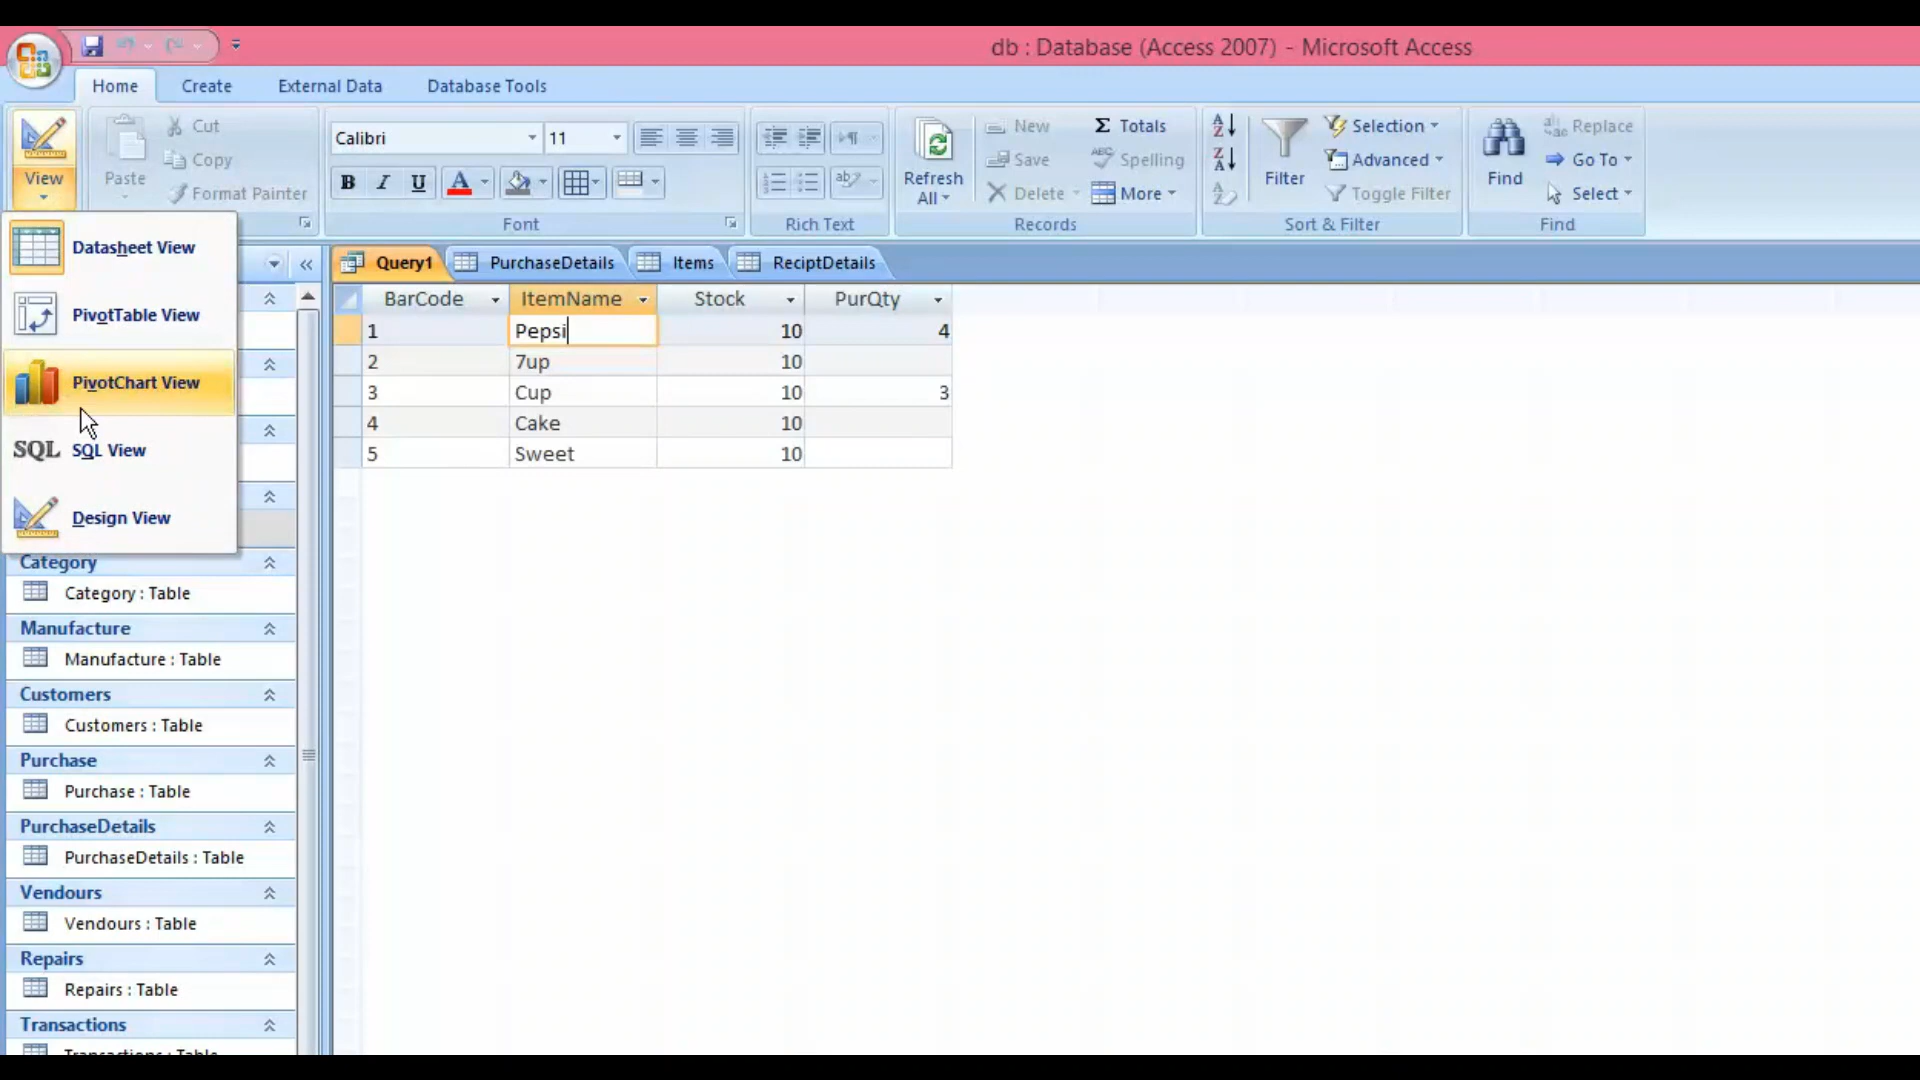 db : Database (Access 2007) - Microsoft Access
Home Create External Data Database Tools
View
Paste
Cut
Copy
Format Painter
Calibri 11
B I U A
Font
ab
Rich Text
Refresh All
New
Save
Delete
Σ Totals
ABC Spelling
More
Records
A Z
Z A
Filter
Selection
Advanced
Toggle Filter
Sort & Filter
Find
Replace
Go To
Select
Find
Datasheet View
PivotTable View
PivotChart View
SQL SQL View
Design View
Query1 PurchaseDetails Items ReciptDetails
BarCode ItemName Stock PurQty
1 Pepsi 10 4
2 7up 10
3 Cup 10 3
4 Cake 10
5 Sweet 10
Category
Category : Table
Manufacture
Manufacture : Table
Customers
Customers : Table
Purchase
Purchase : Table
PurchaseDetails
PurchaseDetails : Table
Vendours
Vendours : Table
Repairs
Repairs : Table
Transactions
Transactions : Table